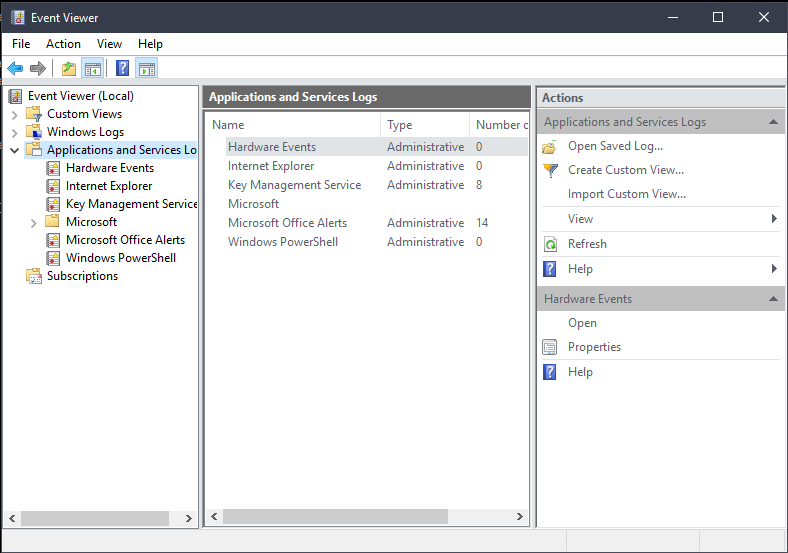 Event Viewer
File Action View Help
Event Viewer (Local)
Custom Views
Windows Logs
Applications and Services Lo
Hardware Events
Internet Explorer
Key Management Service
Microsoft
Microsoft Office Alerts
Windows PowerShell
Subscriptions
Applications and Services Logs
Name Type Number c
Hardware Events Administrative 0
Internet Explorer Administrative 0
Key Management Service Administrative 8
Microsoft
Microsoft Office Alerts Administrative 14
Windows PowerShell Administrative 0
Actions
Applications and Services Logs
Open Saved Log...
Create Custom View...
Import Custom View...
View
Refresh
Help
Hardware Events
Open
Properties
Help